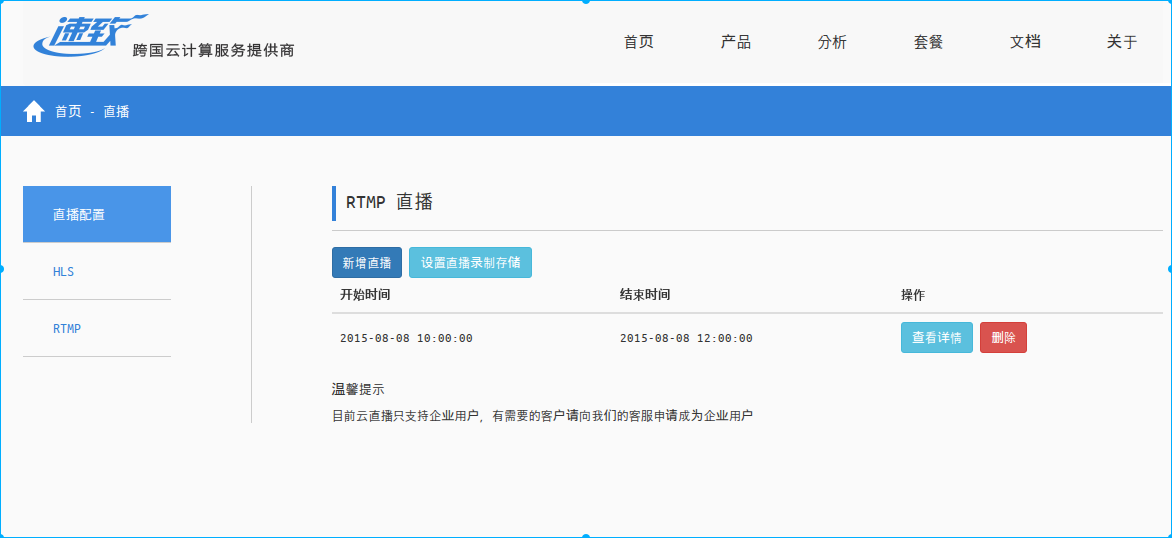 速致 跨国云计算服务提供商
首页 产品 分析 套餐 文档 关于
首页 - 直播
直播配置
HLS
RTMP
RTMP 直播
新增直播 设置直播录制存储
开始时间 结束时间 操作
2015-08-08 10:00:00 2015-08-08 12:00:00 查看详情 删除
温馨提示
目前云直播只支持企业用户，有需要的客户请向我们的客服申请成为企业用户